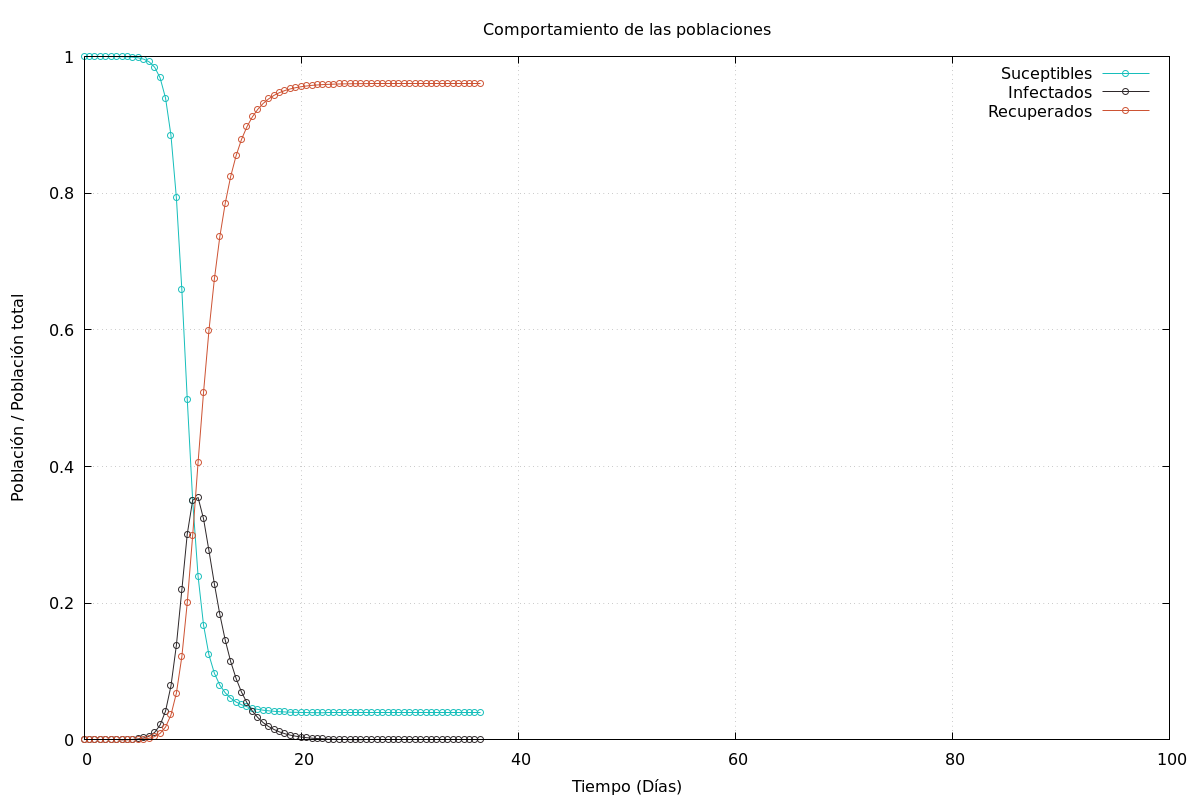 Comportamiento de las poblaciones
Suceptibles
Infectados
Recuperados
Población / Población total
1
0.8
0.6
0.4
0.2
0
0 20 40 60 80 100
Tiempo (Días)